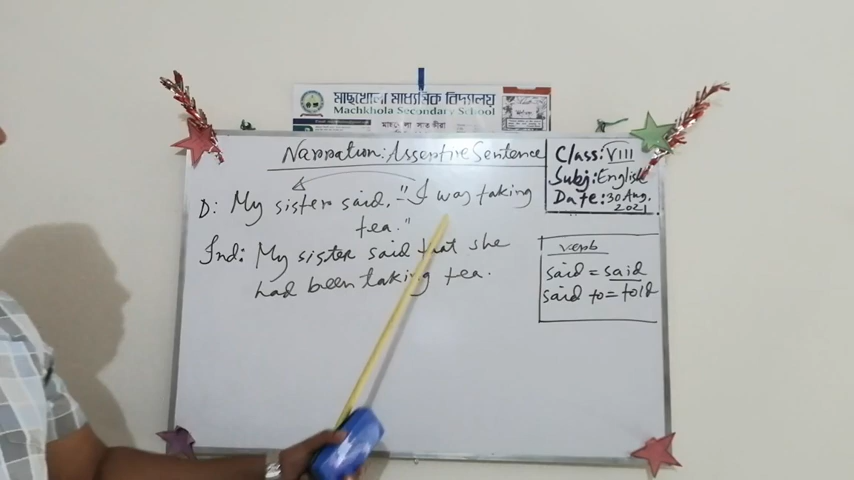 মাছখোলা মাধ্যমিক বিদ্যালয়
Machkhola Secondary School
Narration: Assertive Sentence
Class: VIII
Subj: English
Date: 30 Aug. 2021
D: My sister said, "I was taking
tea."
Ind: My sister said that she
had been taking tea.
verb
said = said
said to = told